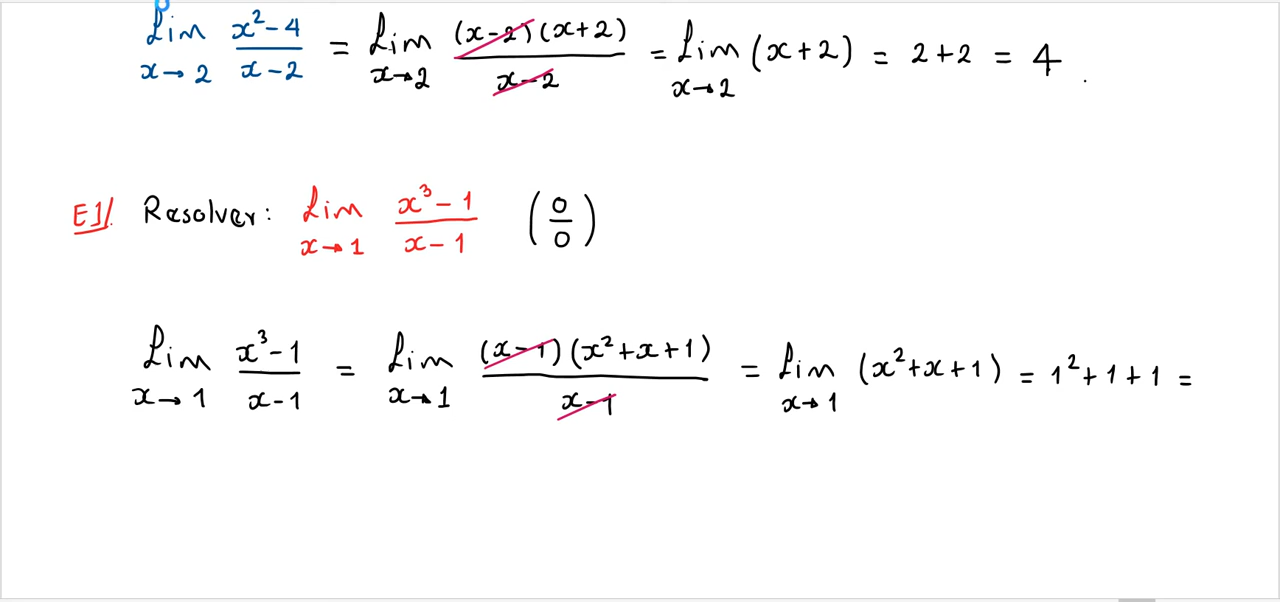 lim x→2 (x²-4)/(x-2) = lim x→2 (x-2)(x+2)/(x-2) = lim x→2 (x+2) = 2+2 = 4
E1/. Resolver: lim x→1 (x³-1)/(x-1) (0/0)
lim x→1 (x³-1)/(x-1) = lim x→1 (x-1)(x²+x+1)/(x-1) = lim x→1 (x²+x+1) = 1²+1+1 =